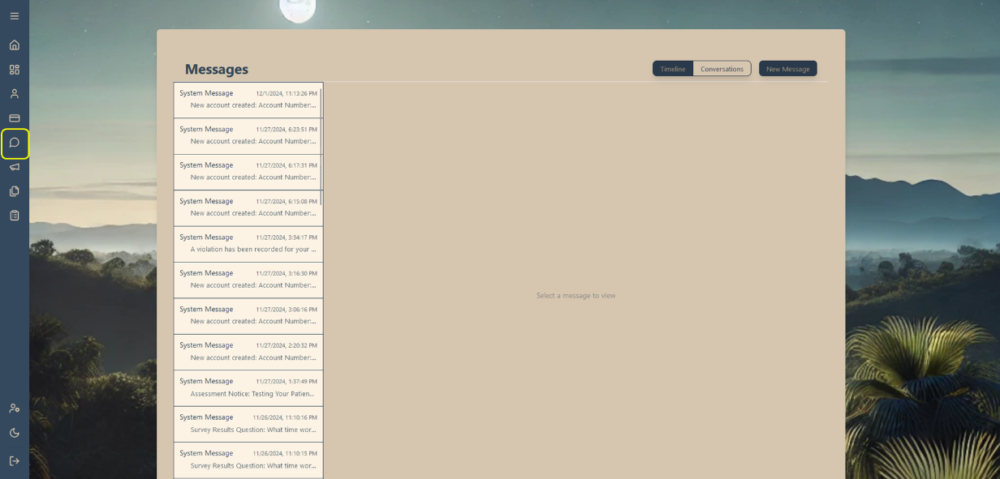 Messages
Timeline
Conversations
New Message
System Message 12/1/2024, 11:13:26 PM
New account created: Account Number:...
System Message 11/27/2024, 6:23:51 PM
New account created: Account Number:...
System Message 11/27/2024, 6:17:31 PM
New account created: Account Number:...
System Message 11/27/2024, 6:15:08 PM
New account created: Account Number:...
System Message 11/27/2024, 3:34:17 PM
A violation has been recorded for your ...
System Message 11/27/2024, 3:16:30 PM
New account created: Account Number:...
System Message 11/27/2024, 3:06:16 PM
New account created: Account Number:...
System Message 11/27/2024, 2:20:32 PM
New account created: Account Number:...
System Message 11/27/2024, 1:37:49 PM
Assessment Notice: Testing Your Patien...
System Message 11/26/2024, 11:10:16 PM
Survey Results Question: What time wor...
System Message 11/26/2024, 11:10:15 PM
Survey Results Question: What time wor...
Select a message to view